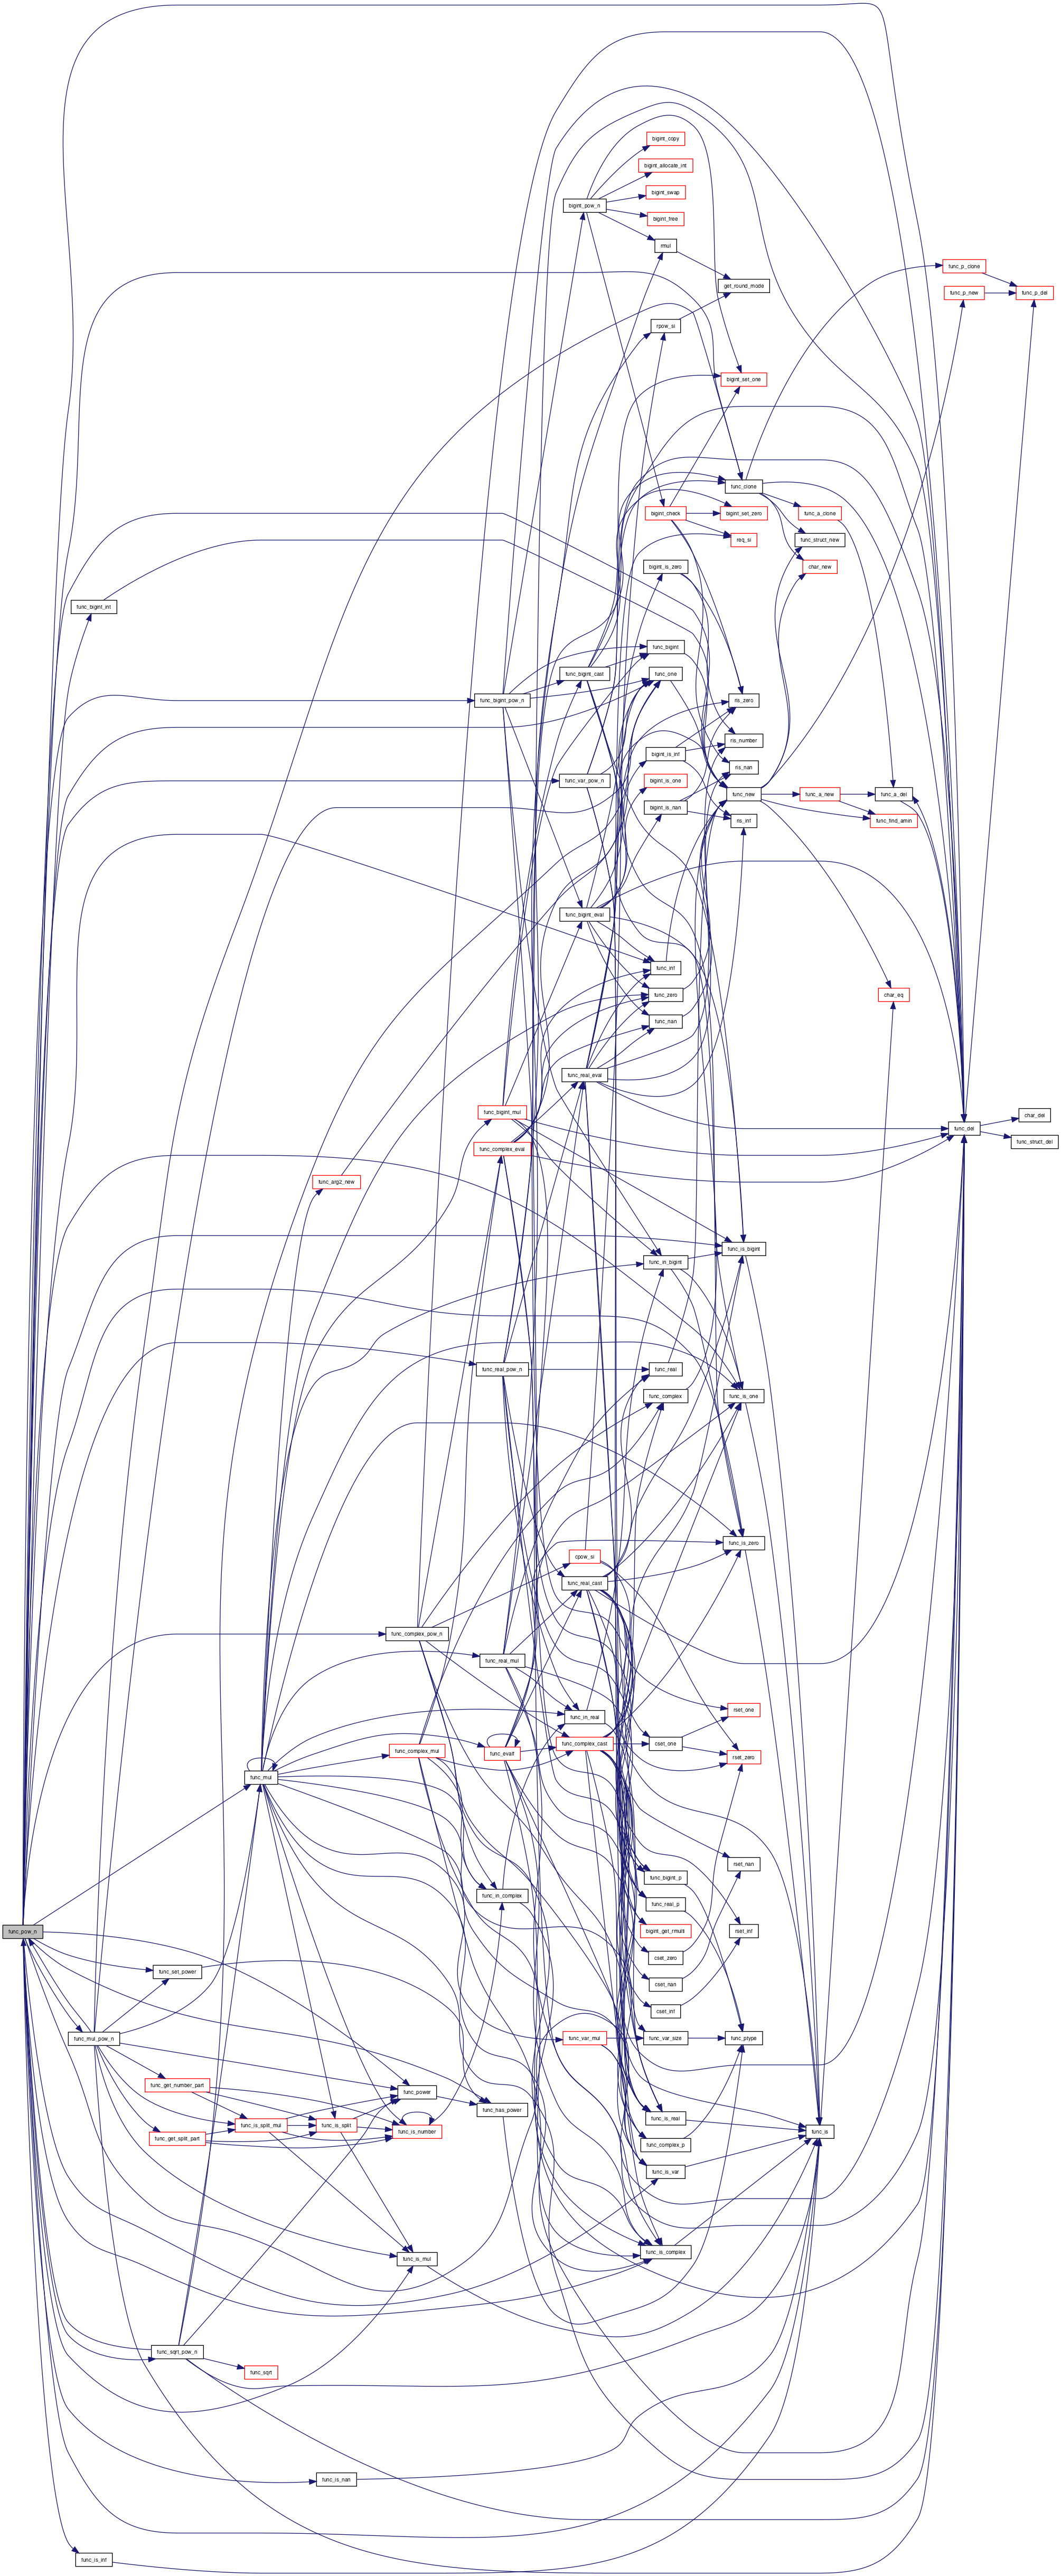 bigint_copy
bigint_allocate_int
bigint_swap
bigint_free
bigint_pow_n
rmul
func_p_clone
get_round_mode
func_p_new
func_p_del
rpow_si
bigint_set_one
func_clone
bigint_check
bigint_set_zero
func_a_clone
req_si
func_struct_new
bigint_is_zero
char_new
func_bigint_int
func_bigint
func_bigint_cast
func_one
func_bigint_pow_n
ris_zero
ris_number
bigint_is_inf
ris_nan
func_var_pow_n
bigint_is_one
func_new
func_a_new
func_a_del
bigint_is_nan
ris_inf
func_find_amin
func_bigint_eval
func_inf
func_zero
char_eq
func_nan
func_real_eval
func_bigint_mul
char_del
func_del
func_struct_del
func_complex_eval
func_arg2_new
func_is_bigint
func_in_bigint
func_real_pow_n
func_real
func_complex
func_is_one
func_is_zero
cpow_si
func_real_cast
func_complex_pow_n
func_real_mul
rset_one
func_in_real
cset_one
func_complex_cast
func_complex_mul
func_evalf
rset_zero
func_mul
rset_nan
func_bigint_p
func_in_complex
func_real_p
func_pow_n
bigint_get_rmulti
rset_inf
cset_zero
func_set_power
cset_nan
cset_inf
func_mul_pow_n
func_var_mul
func_var_size
func_ptype
func_get_number_part
func_power
func_has_power
func_is_real
func_is_split_mul
func_is_split
func_is_number
func_is
func_get_split_part
func_complex_p
func_is_var
func_is_complex
func_is_mul
func_sqrt_pow_n
func_sqrt
func_is_nan
func_is_inf